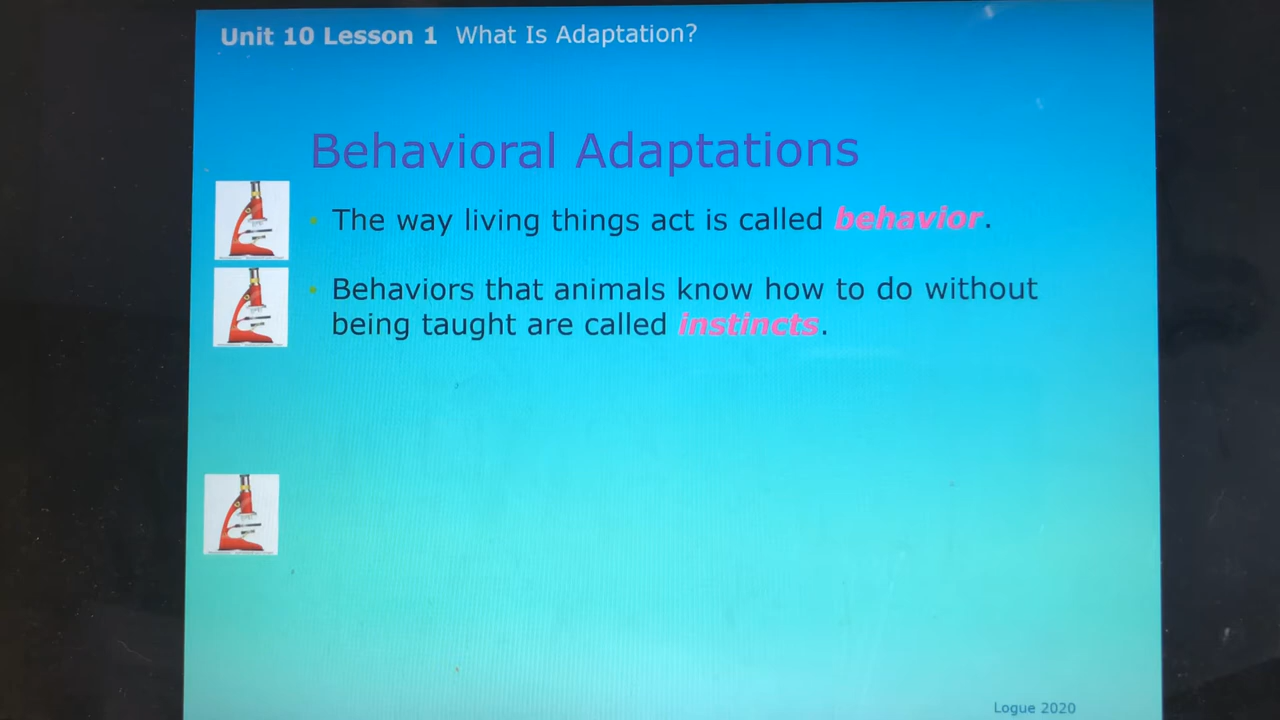 Unit 10 Lesson 1 What Is Adaptation?
Behavioral Adaptations
• The way living things act is called behavior.
• Behaviors that animals know how to do without
being taught are called instincts.
Logue 2020